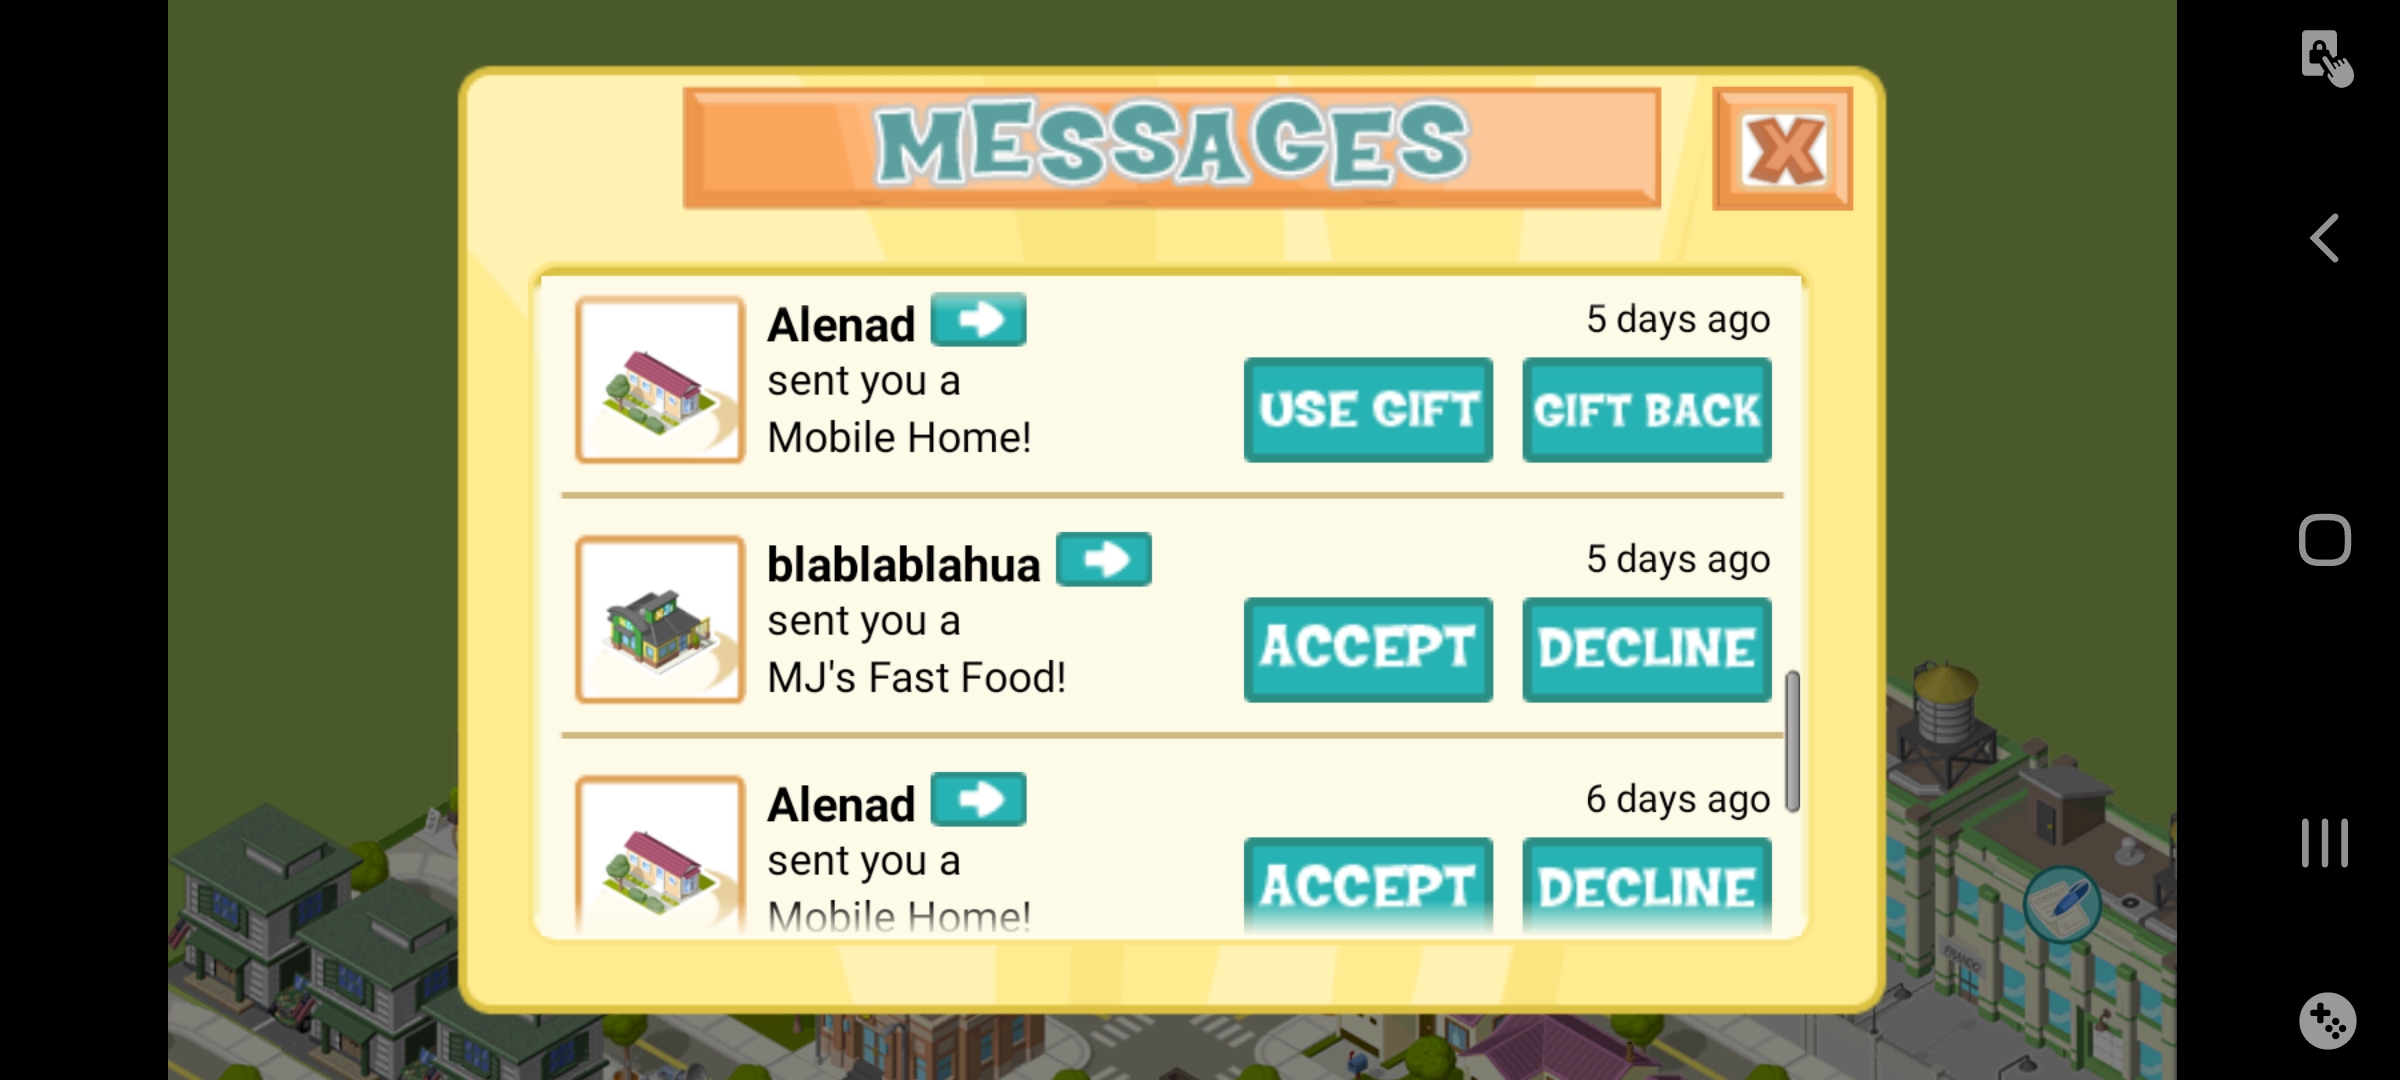 MESSAGES
X
Alenad
5 days ago
sent you a
Mobile Home!
USE GIFT
GIFT BACK
blablablahua
5 days ago
sent you a
MJ's Fast Food!
ACCEPT
DECLINE
Alenad
6 days ago
sent you a
Mobile Home!
ACCEPT
DECLINE